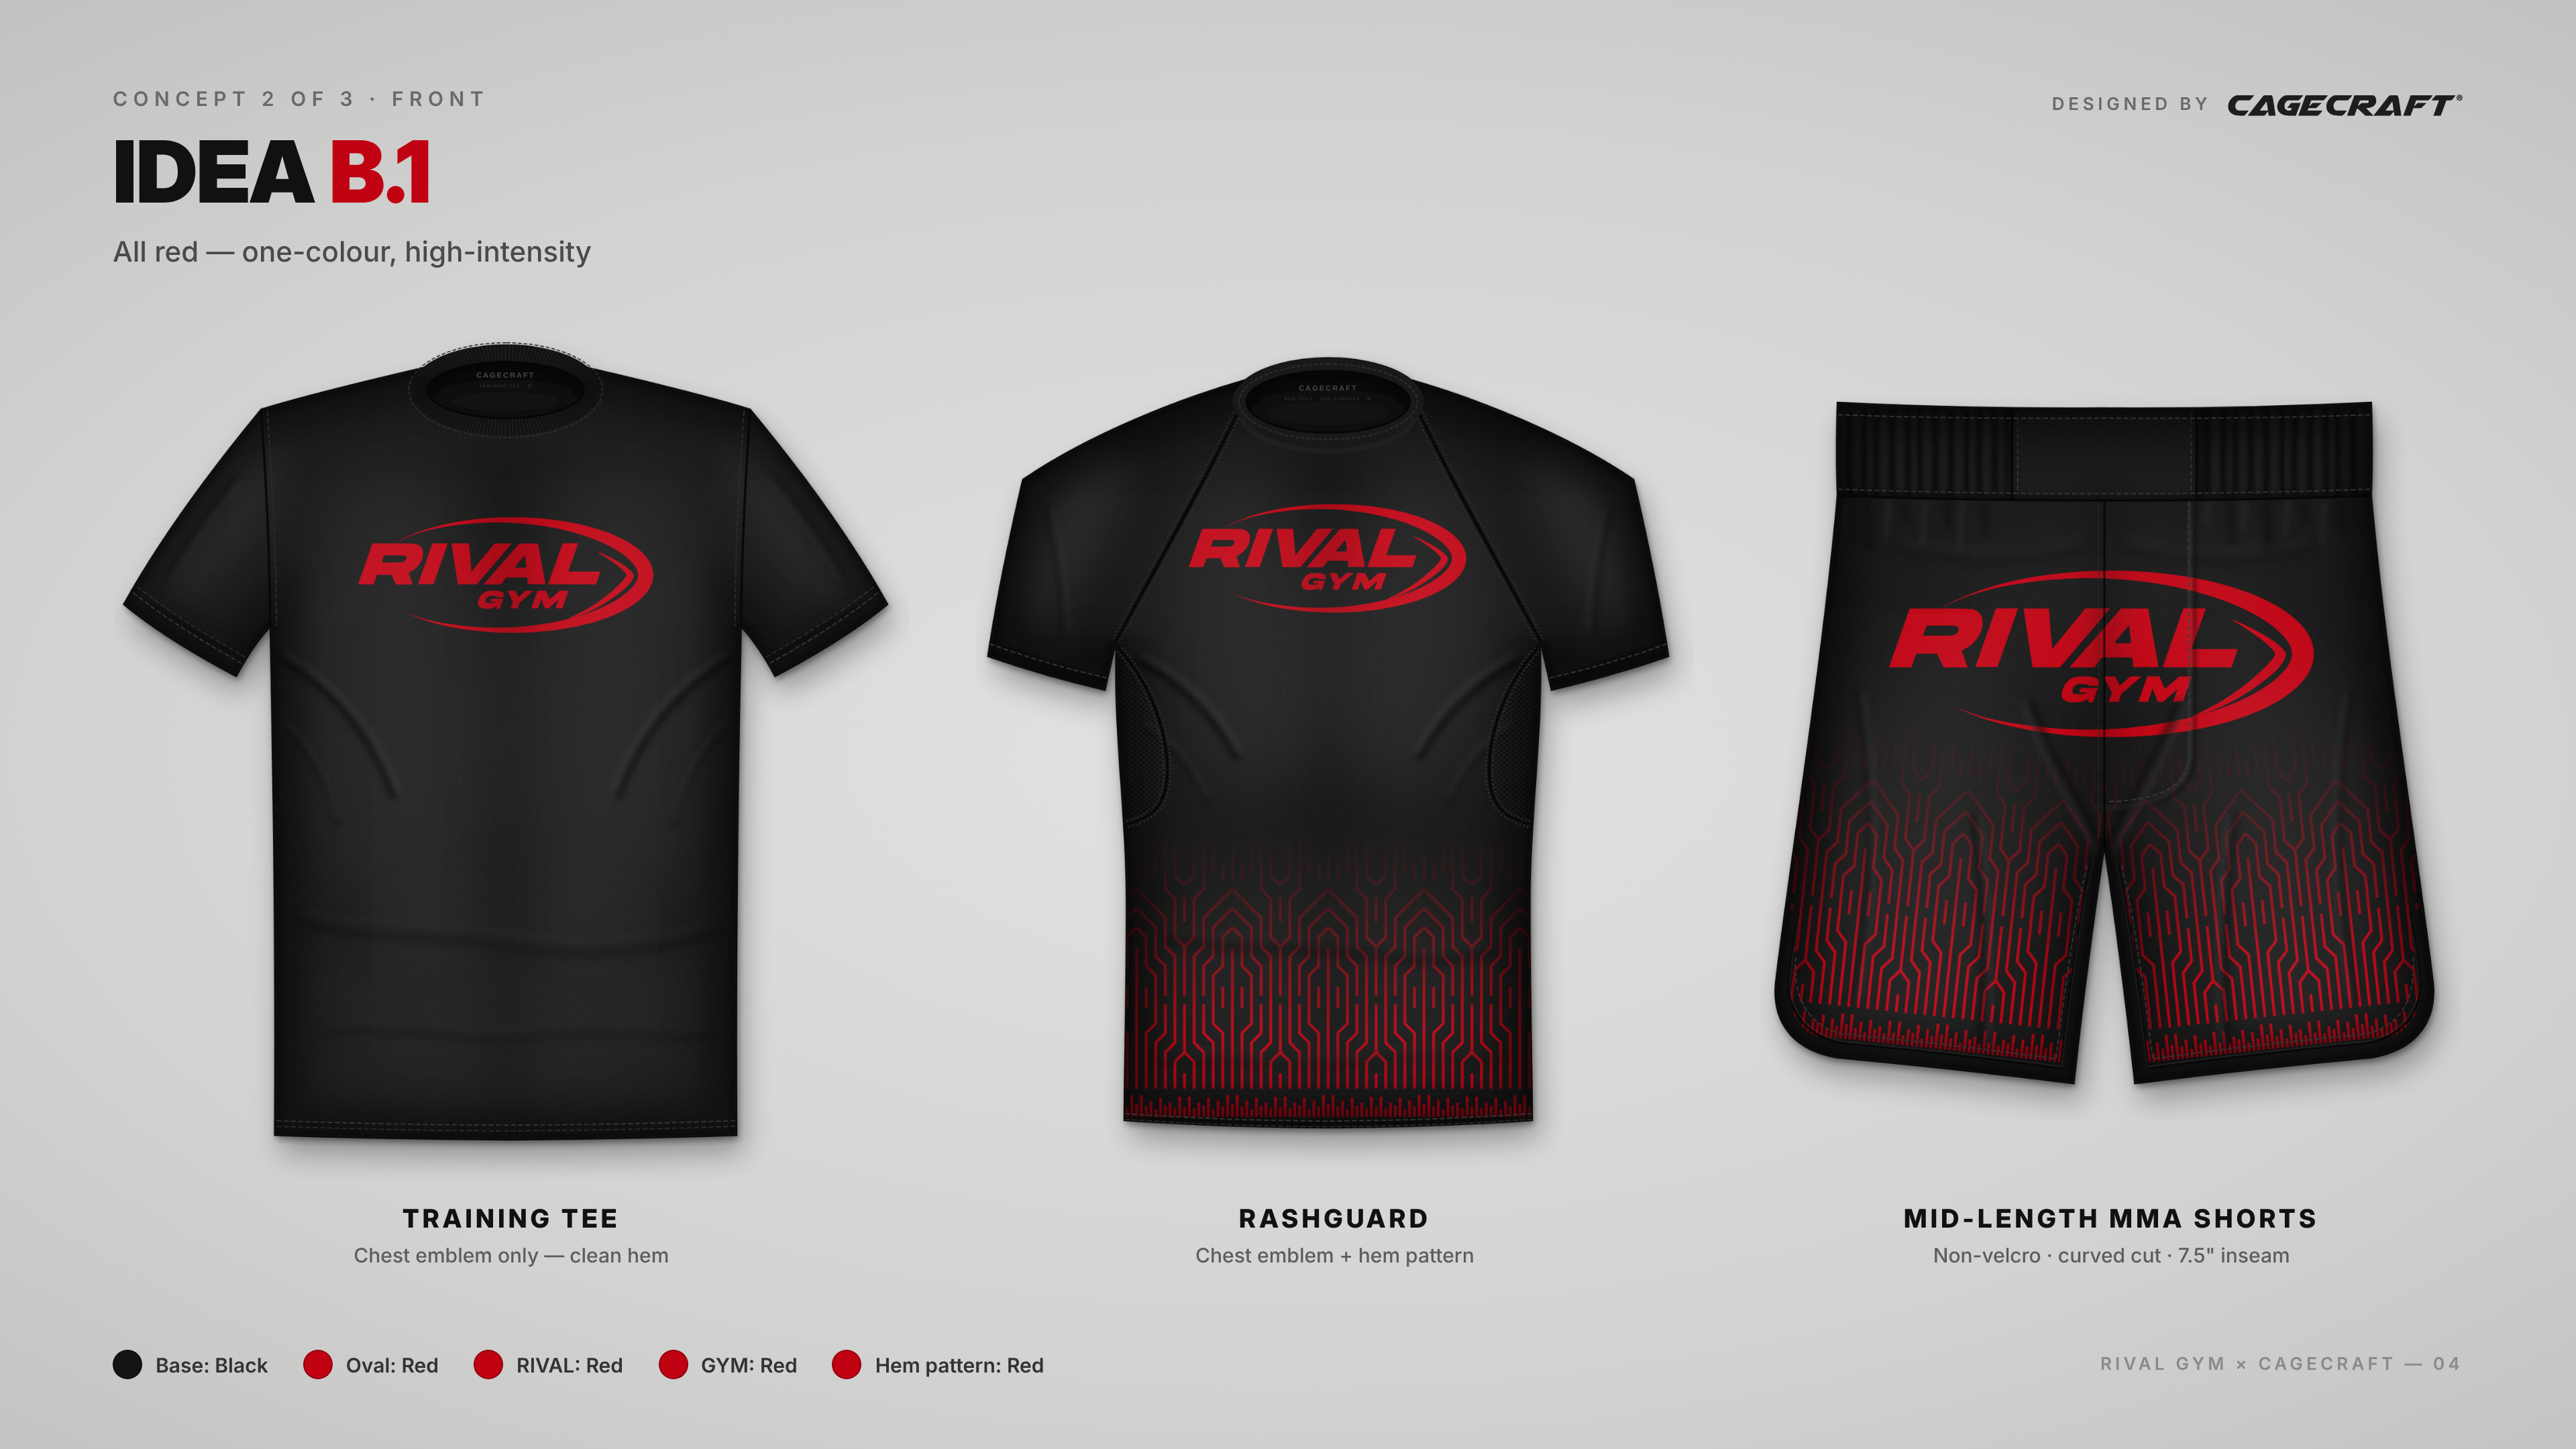 CONCEPT 2 OF 3 · FRONT
IDEA B.1
All red — one-colour, high-intensity
DESIGNED BY CAGECRAFT®
CAGECRAFT
TRAINING TEE · M
RIVAL
GYM
CAGECRAFT
RIVAL
GYM
RIVAL
GYM
TRAINING TEE
Chest emblem only — clean hem
RASHGUARD
Chest emblem + hem pattern
MID-LENGTH MMA SHORTS
Non-velcro · curved cut · 7.5" inseam
Base: Black
Oval: Red
RIVAL: Red
GYM: Red
Hem pattern: Red
RIVAL GYM × CAGECRAFT — 04